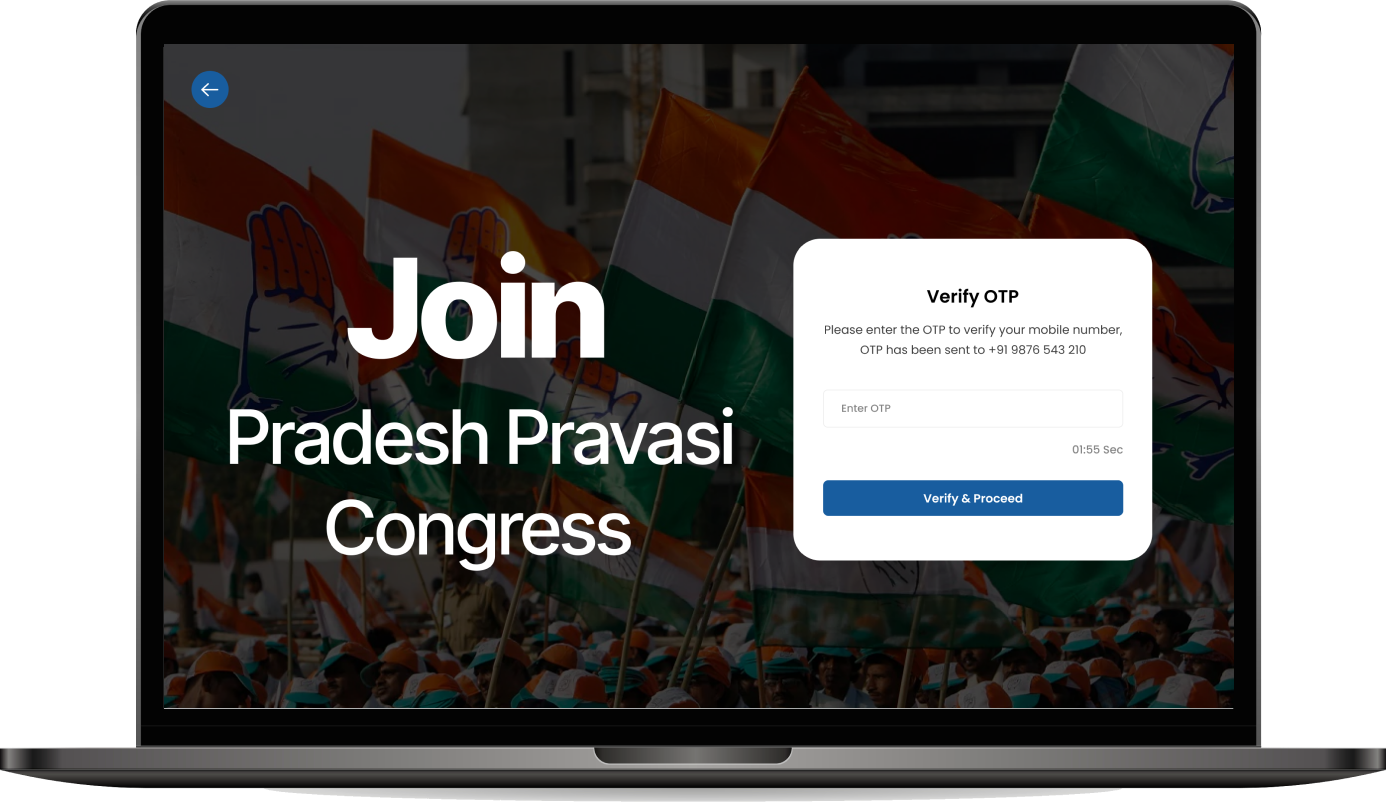 Join
Pradesh Pravasi
Congress
Verify OTP
Please enter the OTP to verify your mobile number,
OTP has been sent to +91 9876 543 210
Enter OTP
01:55 Sec
Verify & Proceed